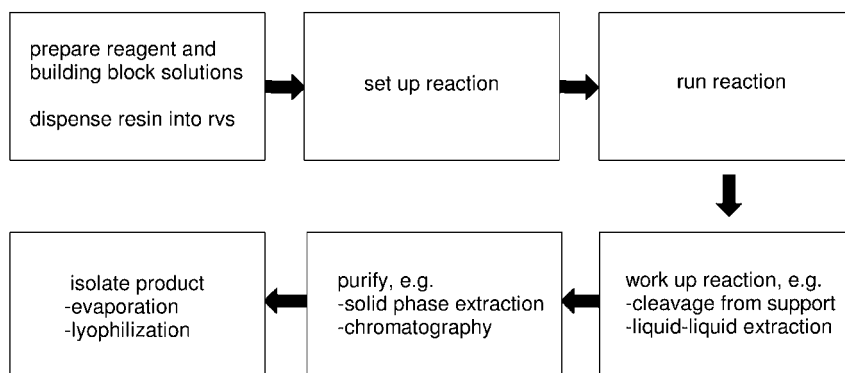 prepare reagent and
building block solutions
dispense resin into rvs
set up reaction
run reaction
work up reaction, e.g.
-cleavage from support
-liquid-liquid extraction
purify, e.g.
-solid phase extraction
-chromatography
isolate product
-evaporation
-lyophilization